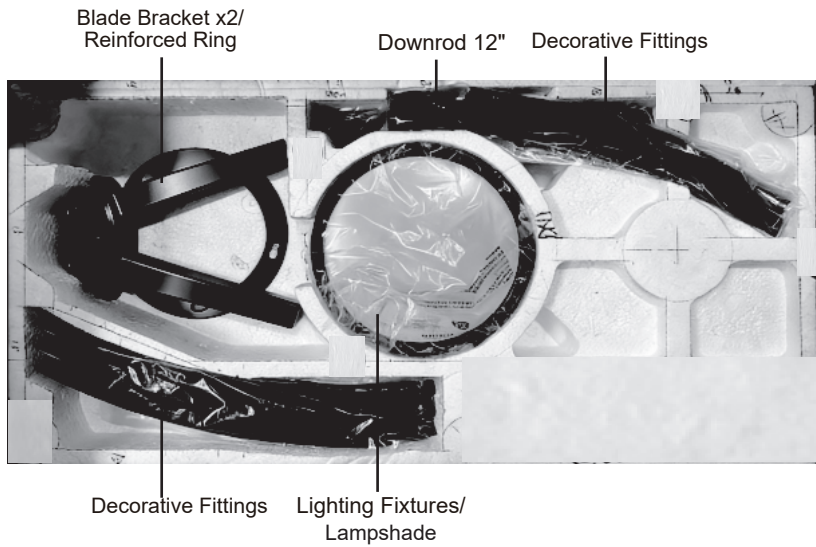 Blade Bracket x2/
Reinforced Ring
Downrod 12"
Decorative Fittings
Decorative Fittings
Lighting Fixtures/
Lampshade